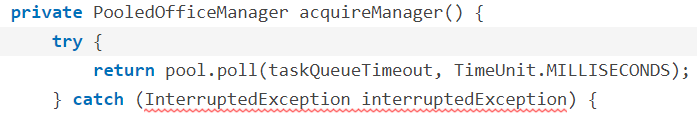 private PooledOfficeManager acquireManager() {
try {
return pool.poll(taskQueueTimeout, TimeUnit.MILLISECONDS);
} catch (InterruptedException interruptedException) {